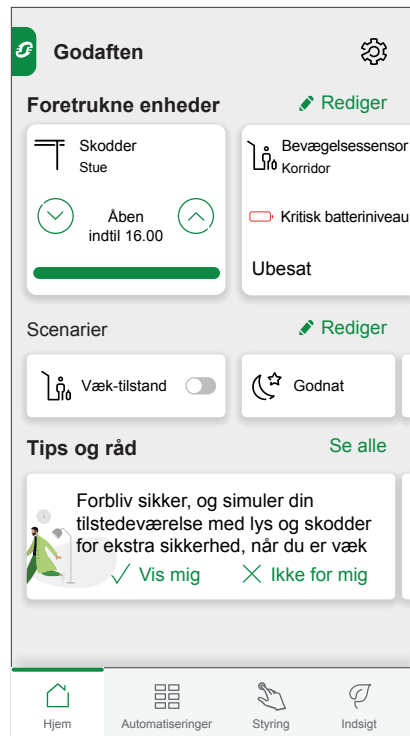 Godaften
Foretrukne enheder
Rediger
Skodder
Stue
Åben
indtil 16.00
Bevægelsessensor
Korridor
Kritisk batteriniveau
Ubesat
Scenarier
Rediger
Væk-tilstand
Godnat
Tips og råd
Se alle
Forbliv sikker, og simuler din
tilstedeværelse med lys og skodder
for ekstra sikkerhed, når du er væk
Vis mig
Ikke for mig
Hjem
Automatiseringer
Styring
Indsigt